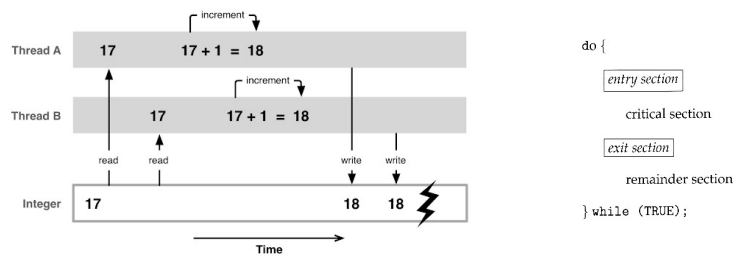 increment
Thread A 17 17 + 1 = 18
increment
Thread B 17 17 + 1 = 18
read read write write
Integer 17 18 18
Time
do {
entry section
critical section
exit section
remainder section
} while (TRUE);